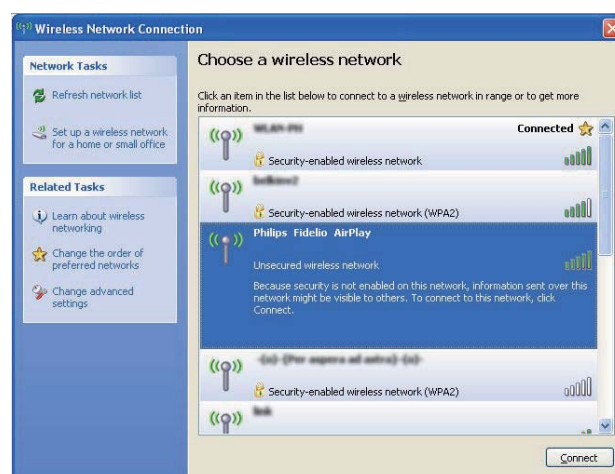 Wireless Network Connection
Network Tasks
Refresh network list
Set up a wireless network
for a home or small office
Related Tasks
Learn about wireless
networking
Change the order of
preferred networks
Change advanced
settings
Choose a wireless network
Click an item in the list below to connect to a wireless network in range or to get more
information.
Connected
Security-enabled wireless network
Security-enabled wireless network (WPA2)
Philips Fidelio AirPlay
Unsecured wireless network
Because security is not enabled on this network, information sent over this
network might be visible to others. To connect to this network, click
Connect.
Security-enabled wireless network (WPA2)
Connect